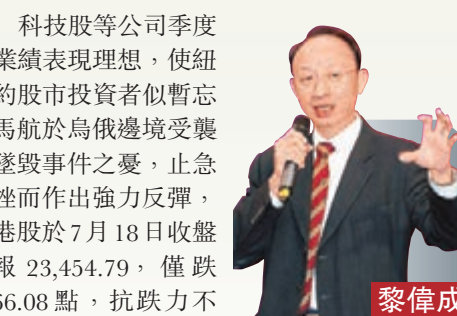 科技股等公司季度
業績表現理想，使紐
約股市投資者似暫忘
馬航於烏俄邊境受襲
墜毀事件之憂，止急
挫而作出強力反彈，
港股於7月18日收盤
報 23,454.79，僅跌
66.08點，抗跌力不
黎偉成